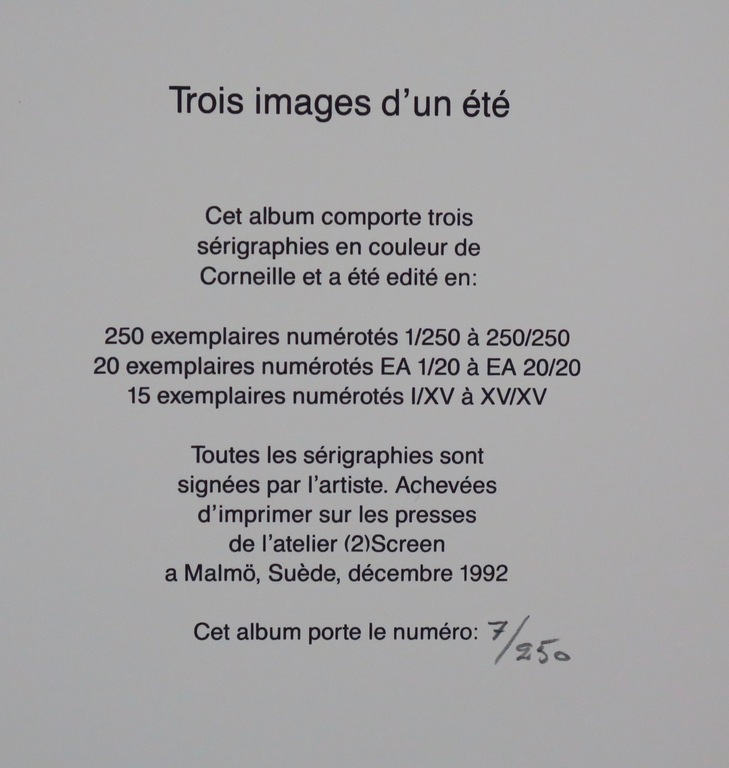 Trois images d'un été
Cet album comporte trois
sérigraphies en couleur de
Corneille et a été edité en:
250 exemplaires numérotés 1/250 à 250/250
20 exemplaires numérotés EA 1/20 à EA 20/20
15 exemplaires numérotés I/XV à XV/XV
Toutes les sérigraphies sont
signées par l'artiste. Achevées
d'imprimer sur les presses
de l'atelier (2)Screen
a Malmö, Suède, décembre 1992
Cet album porte le numéro: 7/250